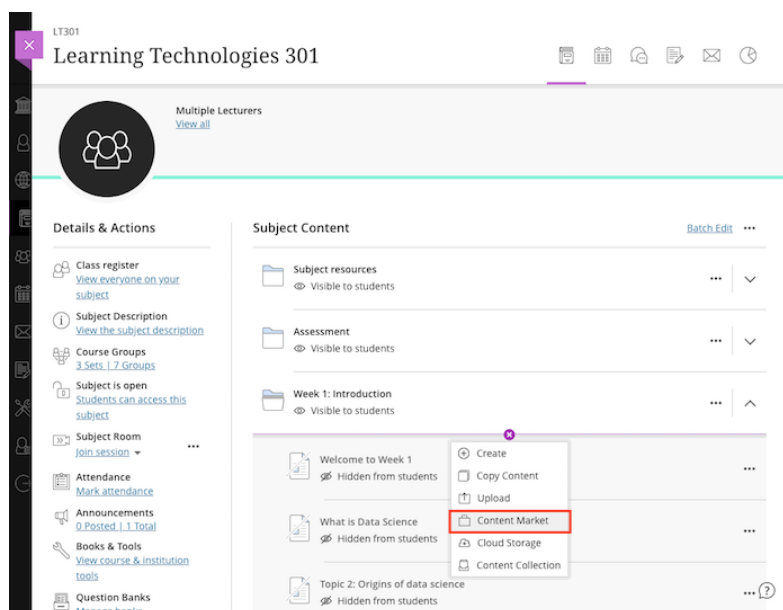 LT301
Learning Technologies 301
Multiple Lecturers
View all
Details & Actions
Class register
View everyone on your
subject
Subject Description
View the subject description
Course Groups
3 Sets | 7 Groups
Subject is open
Students can access this
subject
Subject Room
Join session
Attendance
Mark attendance
Announcements
0 Posted | 1 Total
Books & Tools
View course & institution
tools
Question Banks
Manage banks
Subject Content
Batch Edit
Subject resources
Visible to students
Assessment
Visible to students
Week 1: Introduction
Visible to students
Welcome to Week 1
Hidden from students
What is Data Science
Hidden from students
Topic 2: Origins of data science
Hidden from students
Create
Copy Content
Upload
Content Market
Cloud Storage
Content Collection